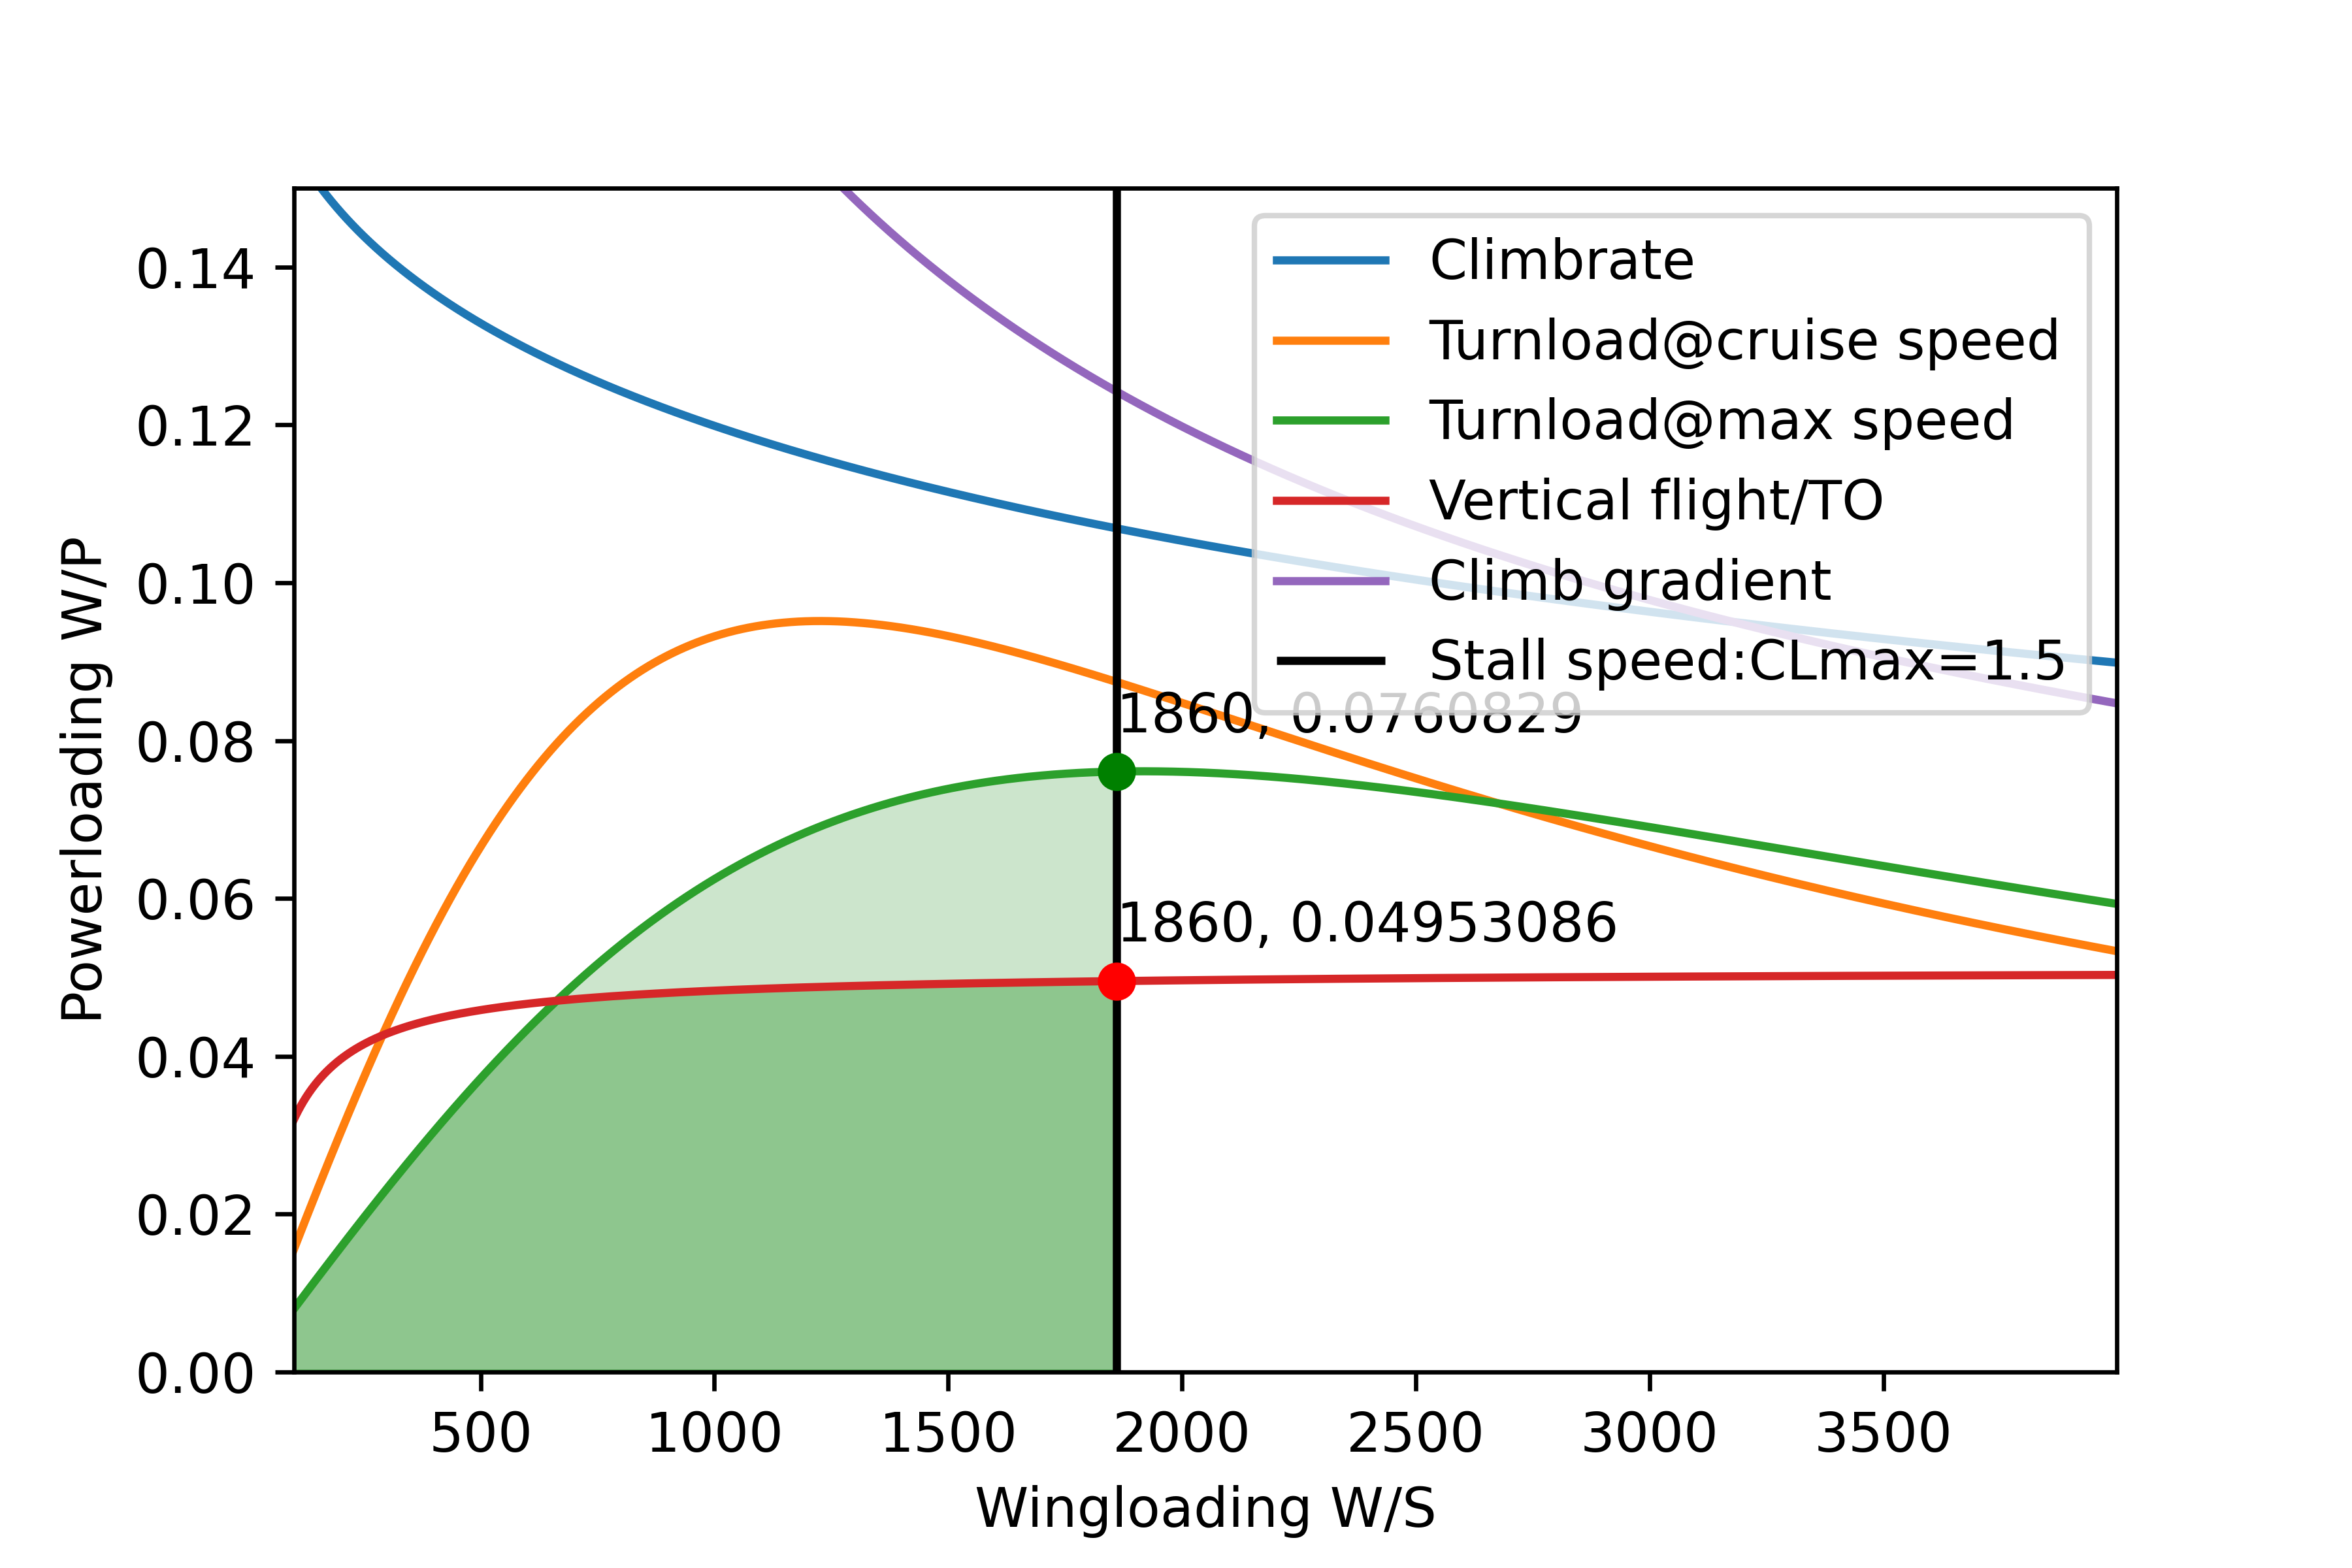 0.14
0.12
0.10
0.08
0.06
0.04
0.02
0.00
Powerloading W/P
Climbrate
Turnload@cruise speed
Turnload@max speed
Vertical flight/TO
Climb gradient
Stall speed:CLmax=1.5
1860, 0.0760829
1860, 0.04953086
500 1000 1500 2000 2500 3000 3500
Wingloading W/S